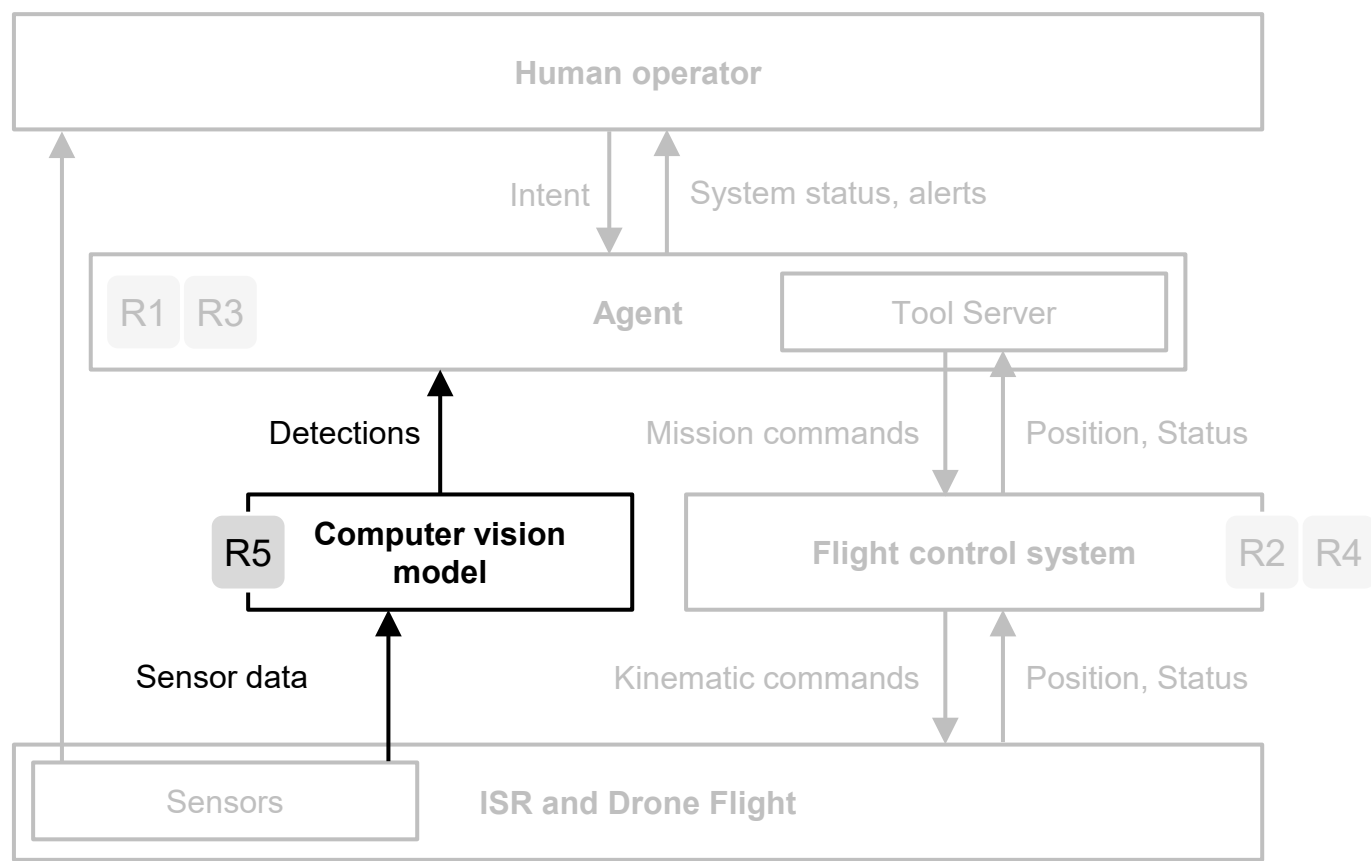 Human operator
Intent
System status, alerts
R1 R3
Agent
Tool Server
Detections
Mission commands
Position, Status
R5
Computer vision
model
Flight control system
R2 R4
Sensor data
Kinematic commands
Position, Status
Sensors
ISR and Drone Flight